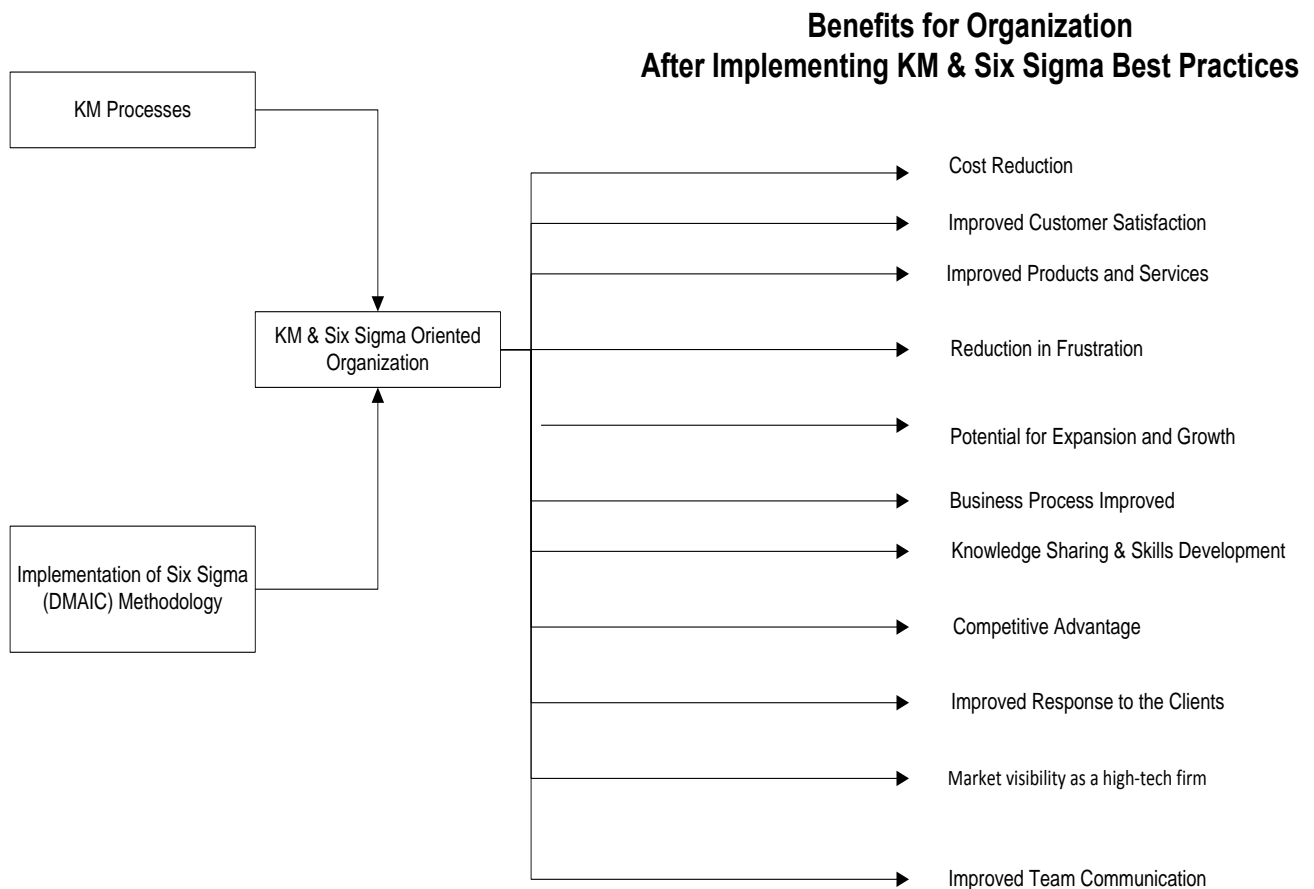 Benefits for Organization
After Implementing KM & Six Sigma Best Practices
KM Processes
KM & Six Sigma Oriented
Organization
Implementation of Six Sigma
(DMAIC) Methodology
Cost Reduction
Improved Customer Satisfaction
Improved Products and Services
Reduction in Frustration
Potential for Expansion and Growth
Business Process Improved
Knowledge Sharing & Skills Development
Competitive Advantage
Improved Response to the Clients
Market visibility as a high-tech firm
Improved Team Communication